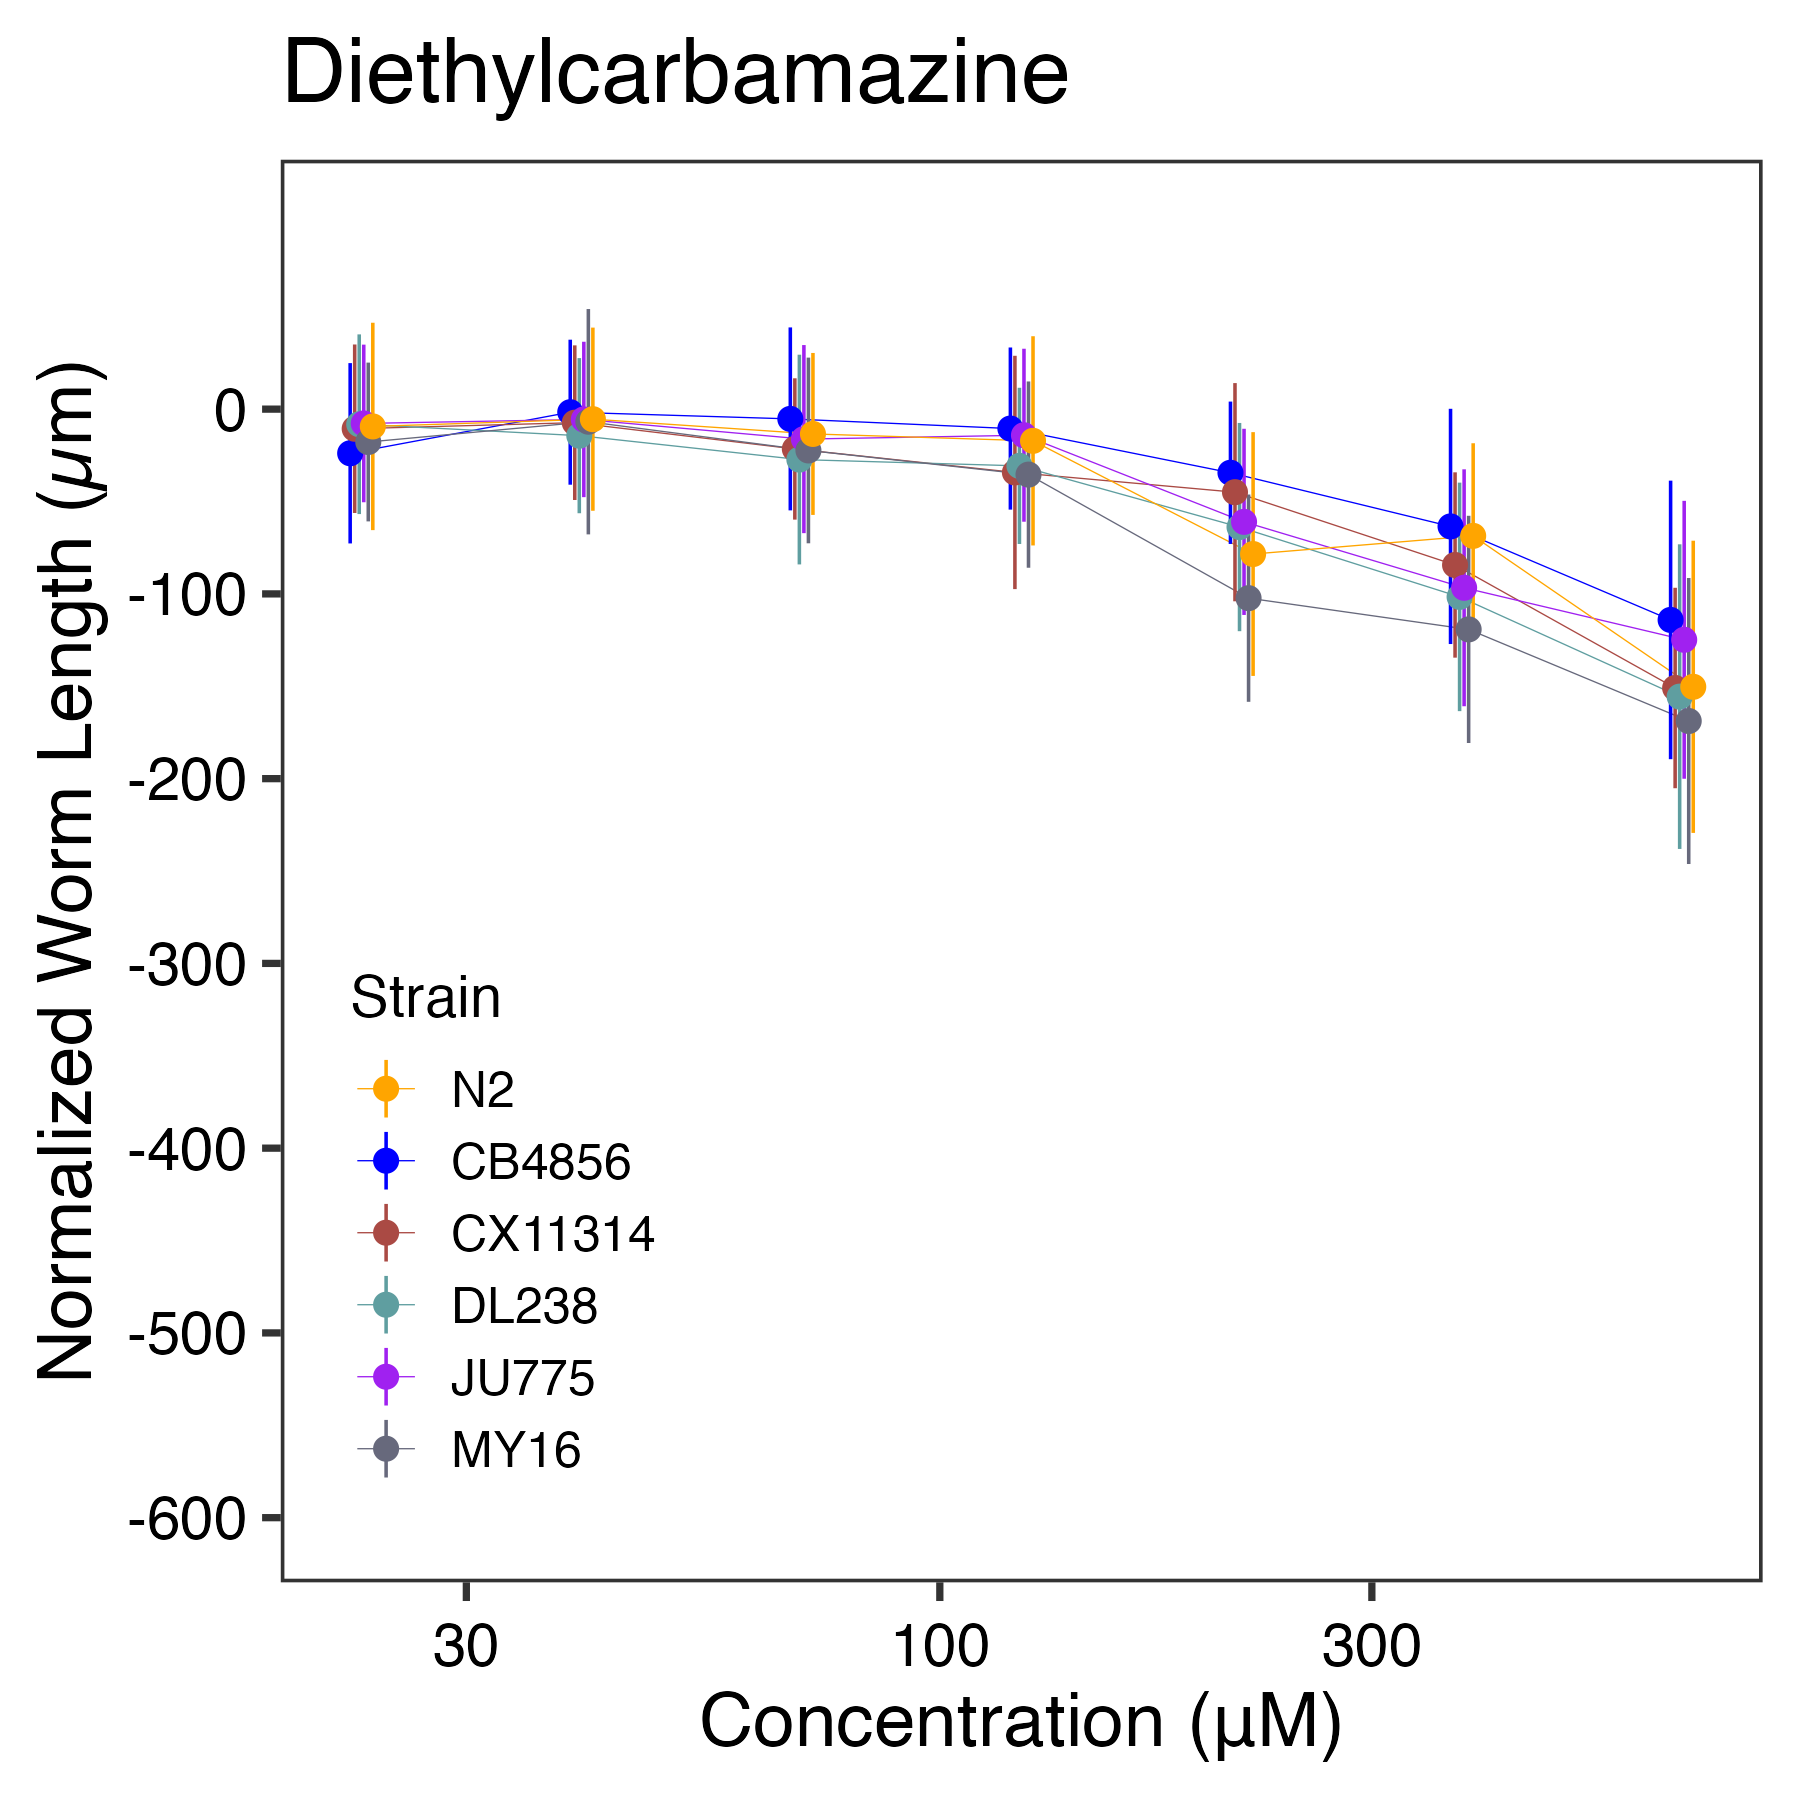 Diethylcarbamazine
Normalized Worm Length (µm)
0
-100
-200
-300
-400
-500
-600
Strain
N2
CB4856
CX11314
DL238
JU775
MY16
30 100 300
Concentration (µM)